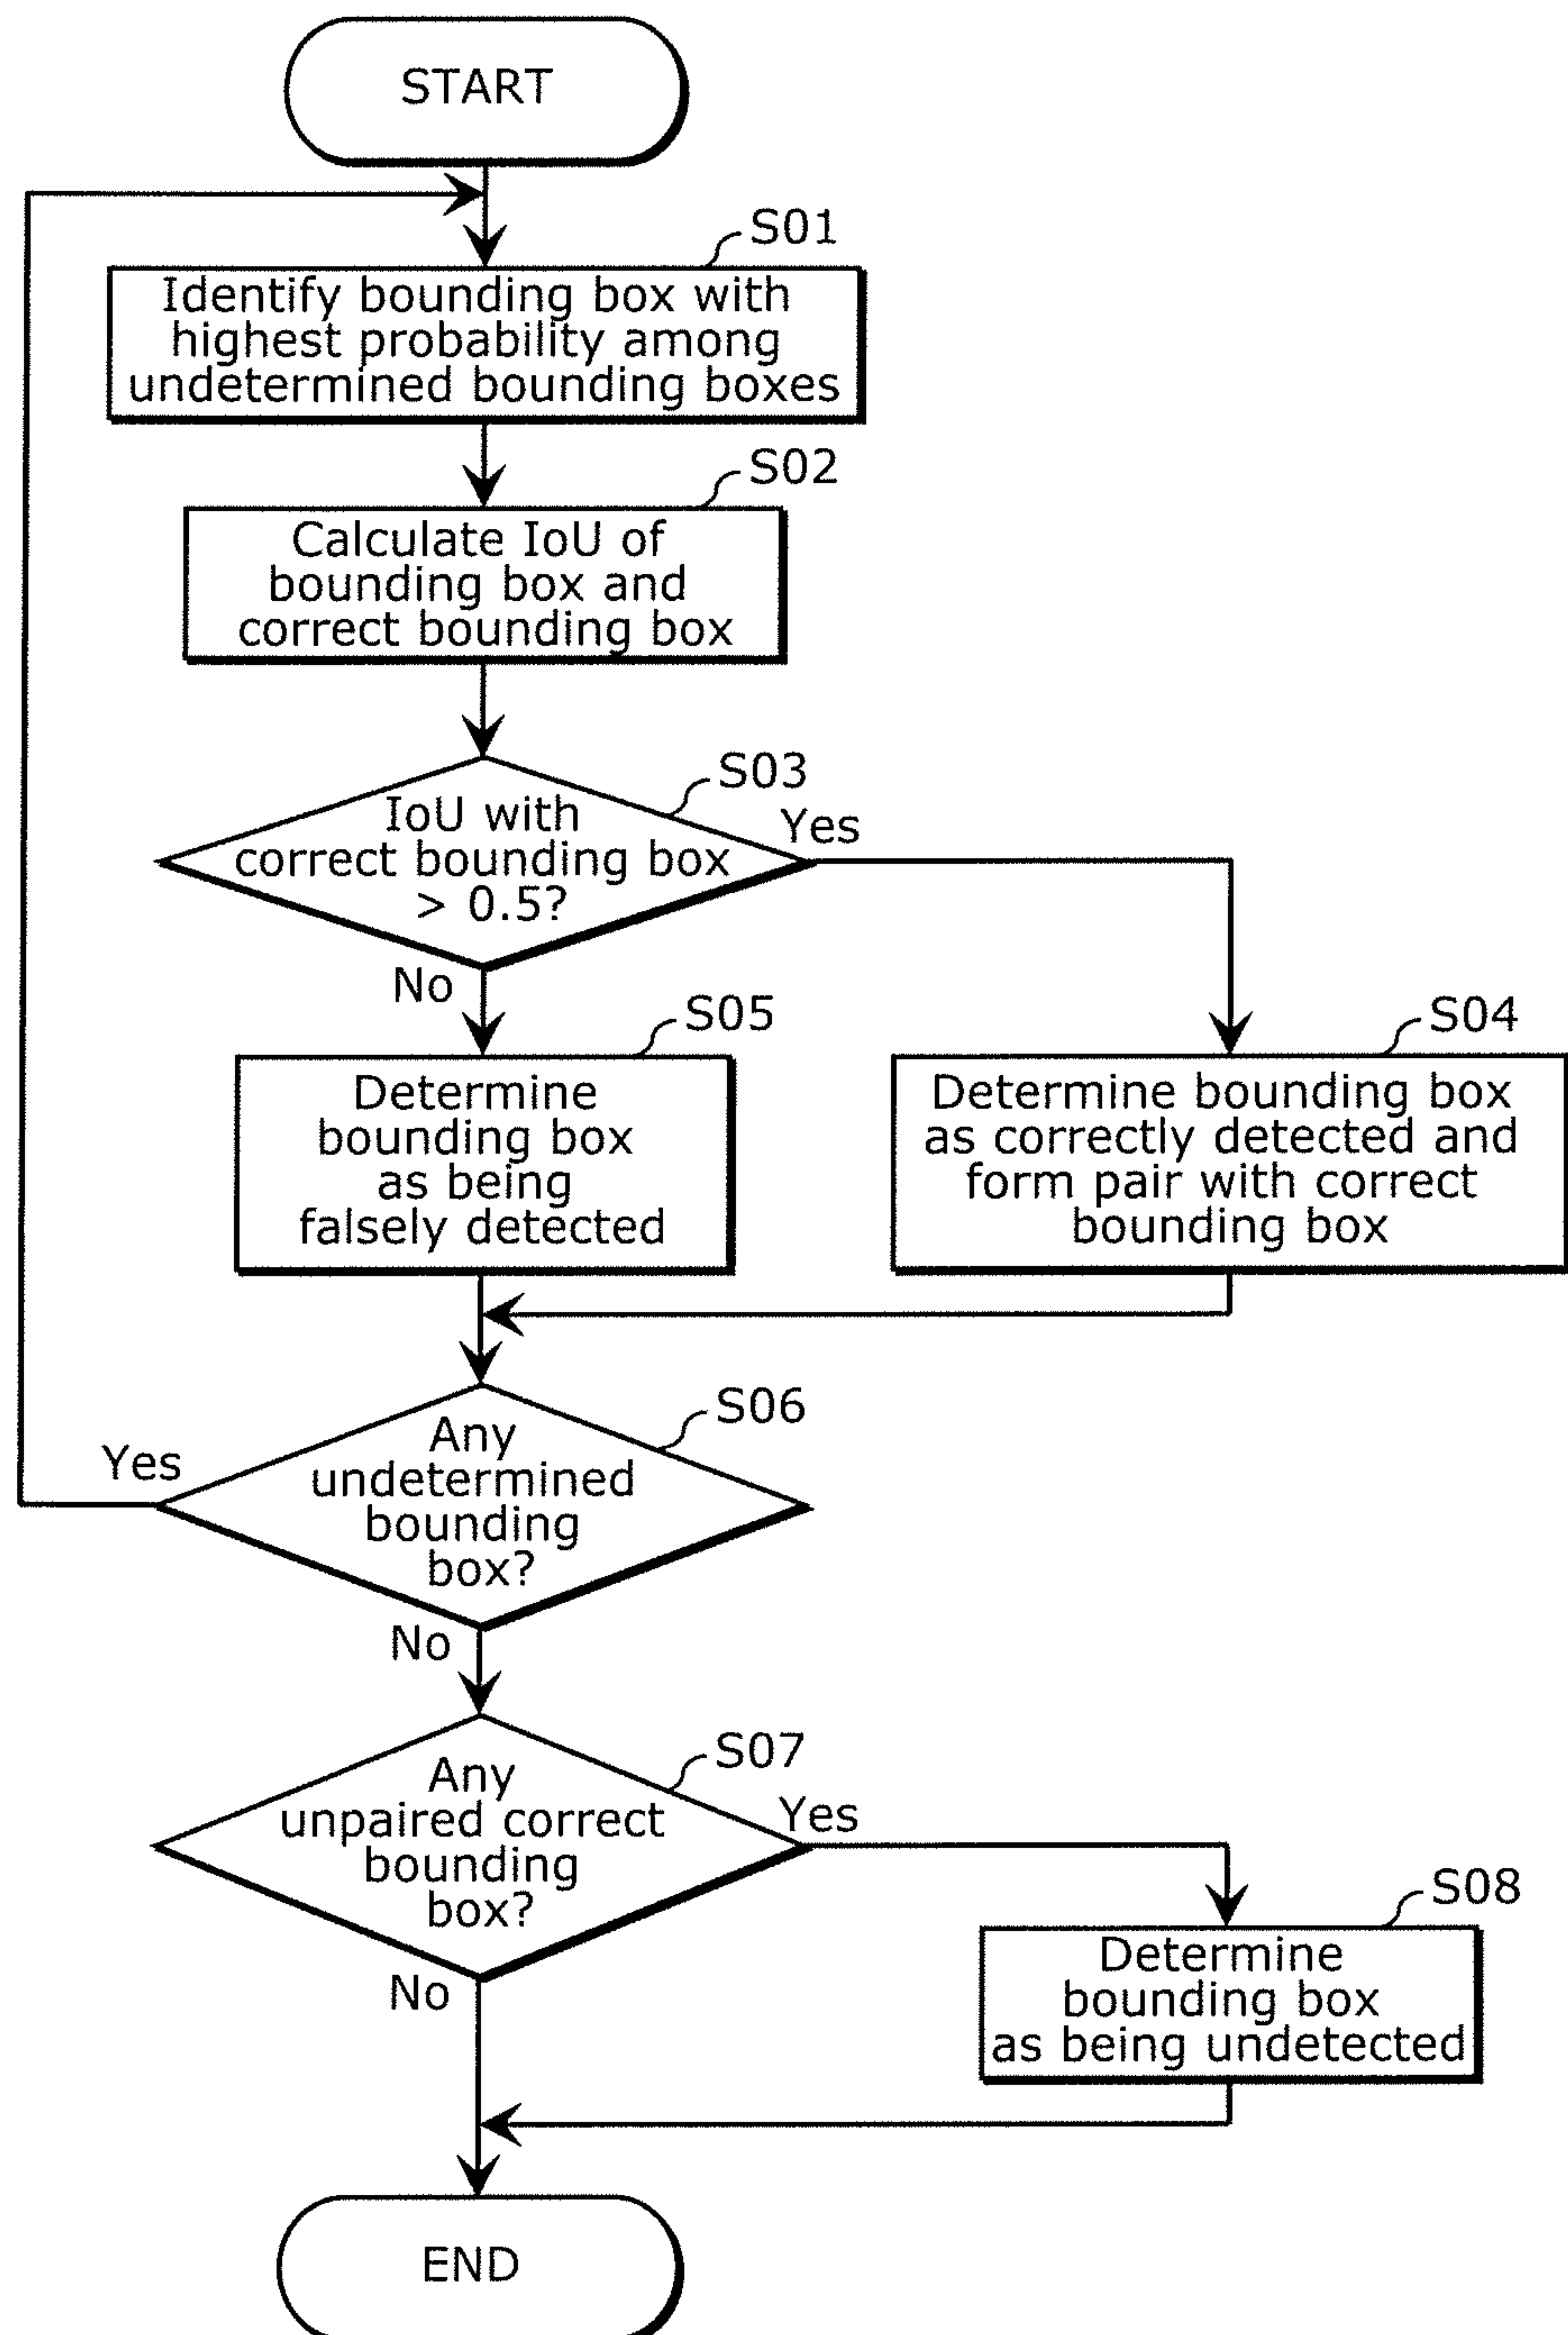 START
S01
Identify bounding box with
highest probability among
undetermined bounding boxes
S02
Calculate IoU of
bounding box and
correct bounding box
S03
IoU with
correct bounding box
> 0.5?
Yes
No
S05
Determine
bounding box
as being
falsely detected
S04
Determine bounding box
as correctly detected and
form pair with correct
bounding box
S06
Any
undetermined
bounding
box?
Yes
No
S07
Any
unpaired correct
bounding
box?
Yes
No
S08
Determine
bounding box
as being undetected
END